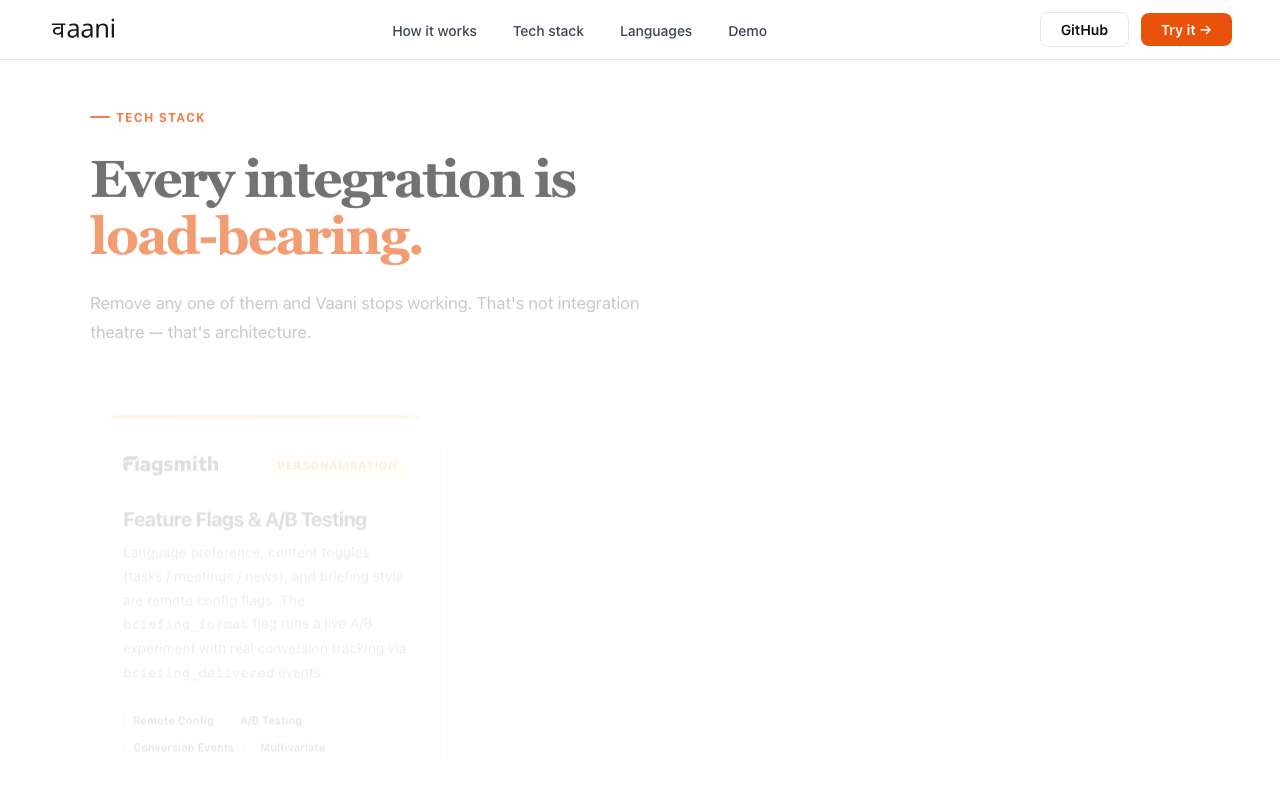 वaani
How it works
Tech stack
Languages
Demo
GitHub
Try it →
TECH STACK
Every integration is
load-bearing.
Remove any one of them and Vaani stops working. That's not integration
theatre — that's architecture.
Flagsmith
PERSONALISATION
Feature Flags & A/B Testing
Language preference, content toggles
(tasks / meetings / news), and briefing style
are remote config flags. The
briefing_format flag runs a live A/B
experiment with real conversion tracking via
briefing_delivered events.
Remote Config
A/B Testing
Conversion Events
Multivariate